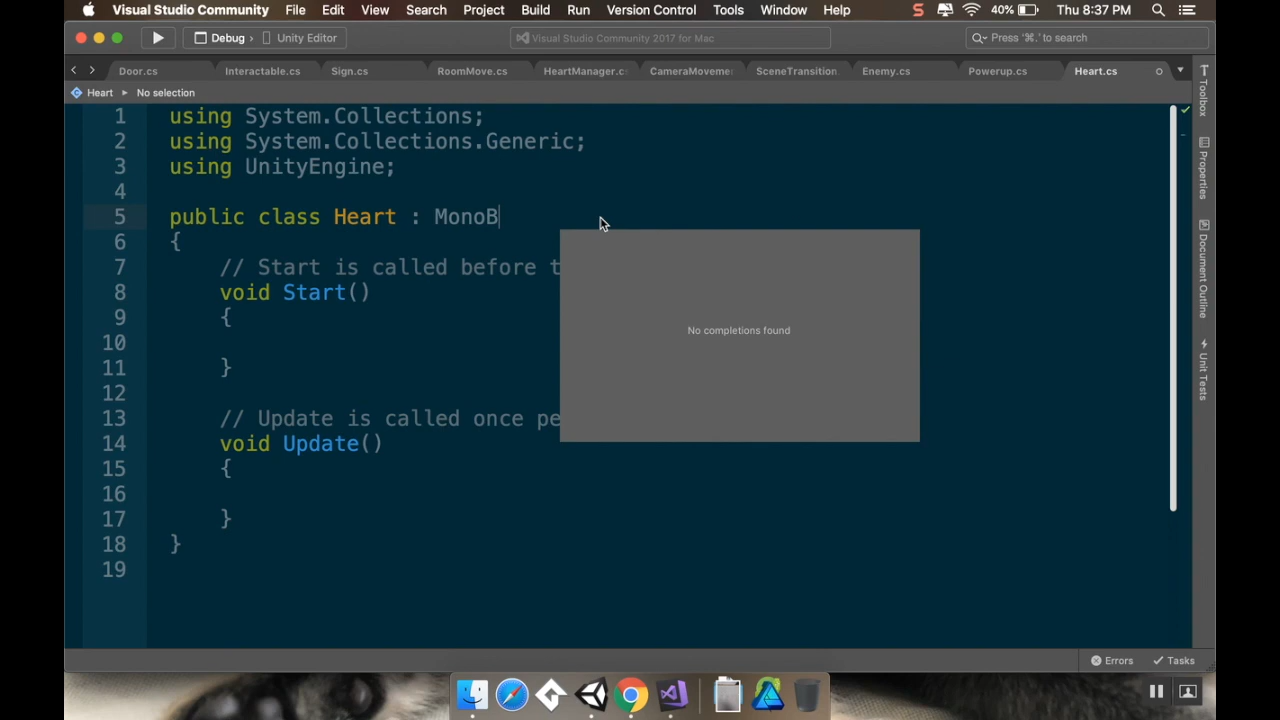 Visual Studio Community File Edit View Search Project Build Run Version Control Tools Window Help 40% Thu 8:37 PM
Debug Unity Editor Visual Studio Community 2017 for Mac Press '⌘.' to search
Door.cs Interactable.cs Sign.cs RoomMove.cs HeartManager.cs CameraMoveme SceneTransition. Enemy.cs Powerup.cs Heart.cs
Heart No selection
1 using System.Collections;
2 using System.Collections.Generic;
3 using UnityEngine;
4
5 public class Heart : MonoB
6 {
7 // Start is called before t
8 void Start()
9 {
No completions found
10
11 }
12
13 // Update is called once pe
14 void Update()
15 {
16
17 }
18 }
19
Toolbox
Properties
Document Outline
Unit Tests
Errors Tasks